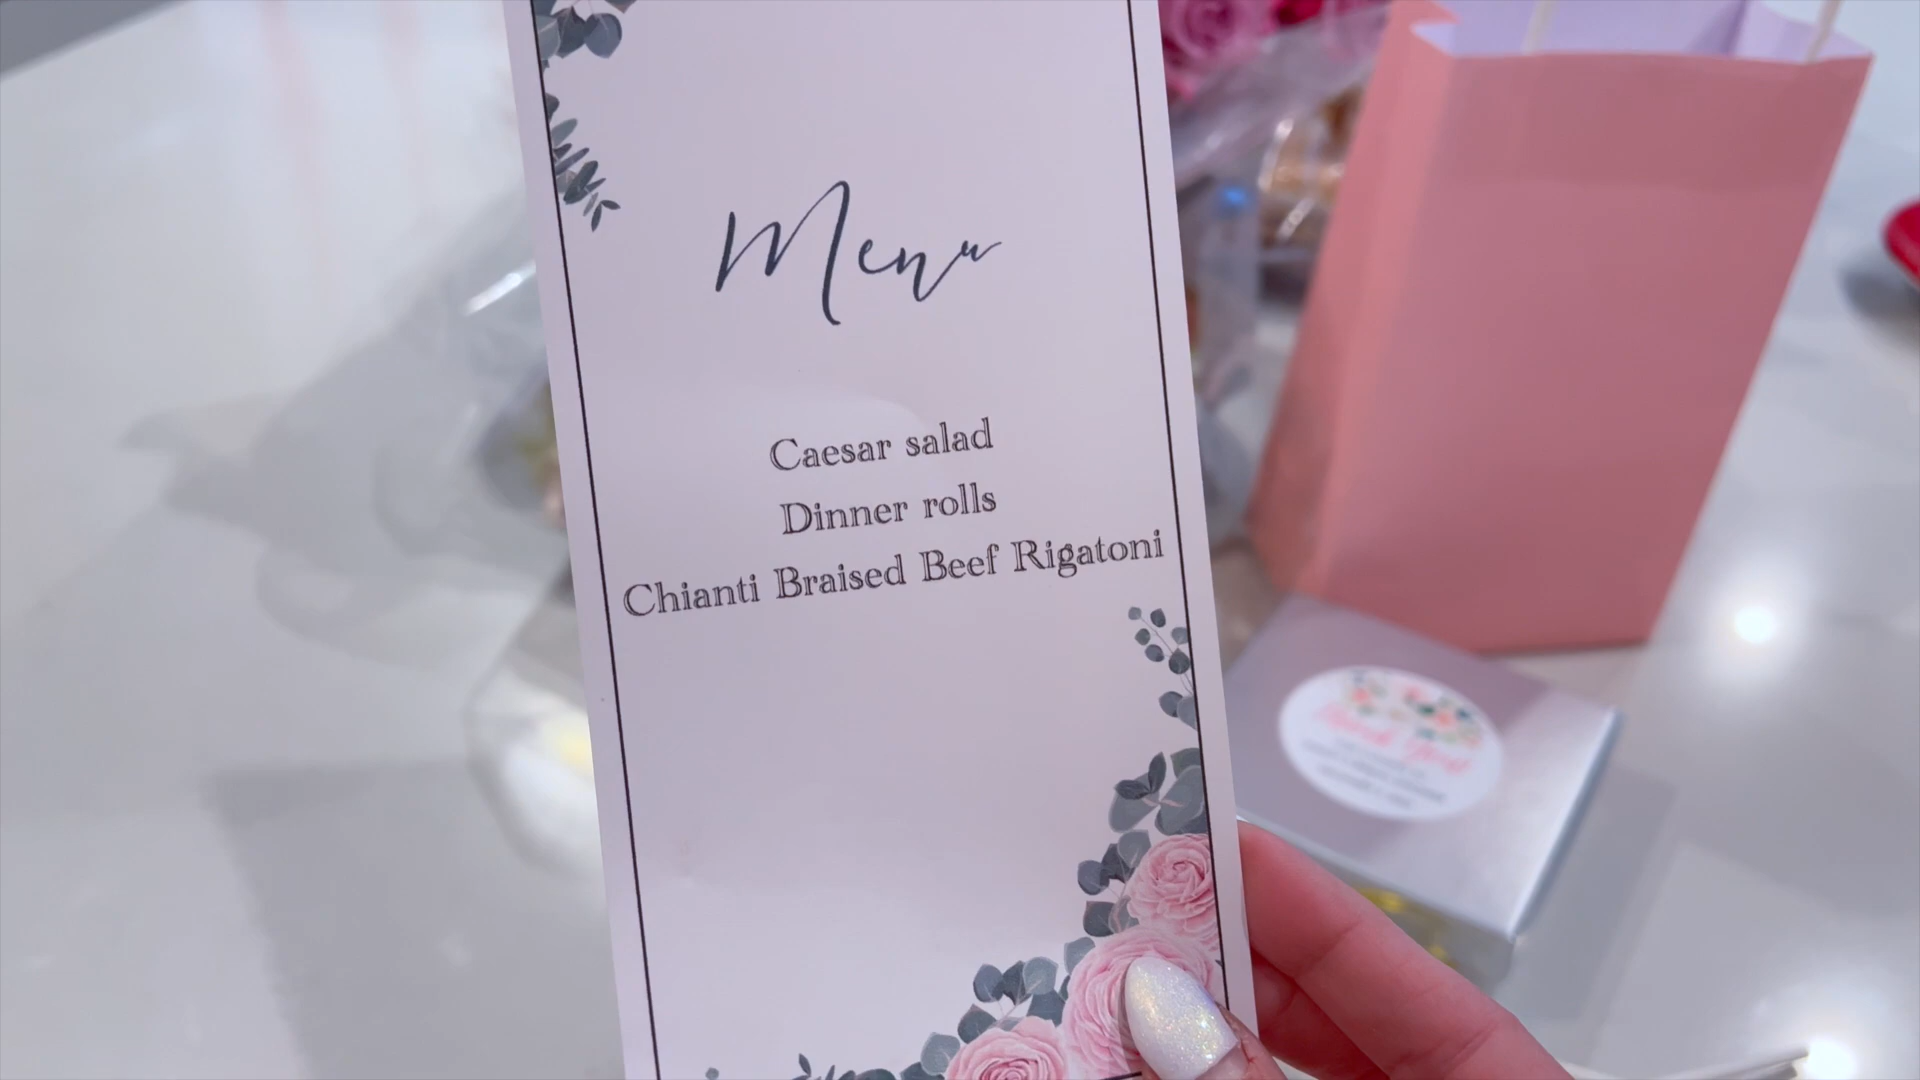 Menu
Caesar salad
Dinner rolls
Chianti Braised Beef Rigatoni